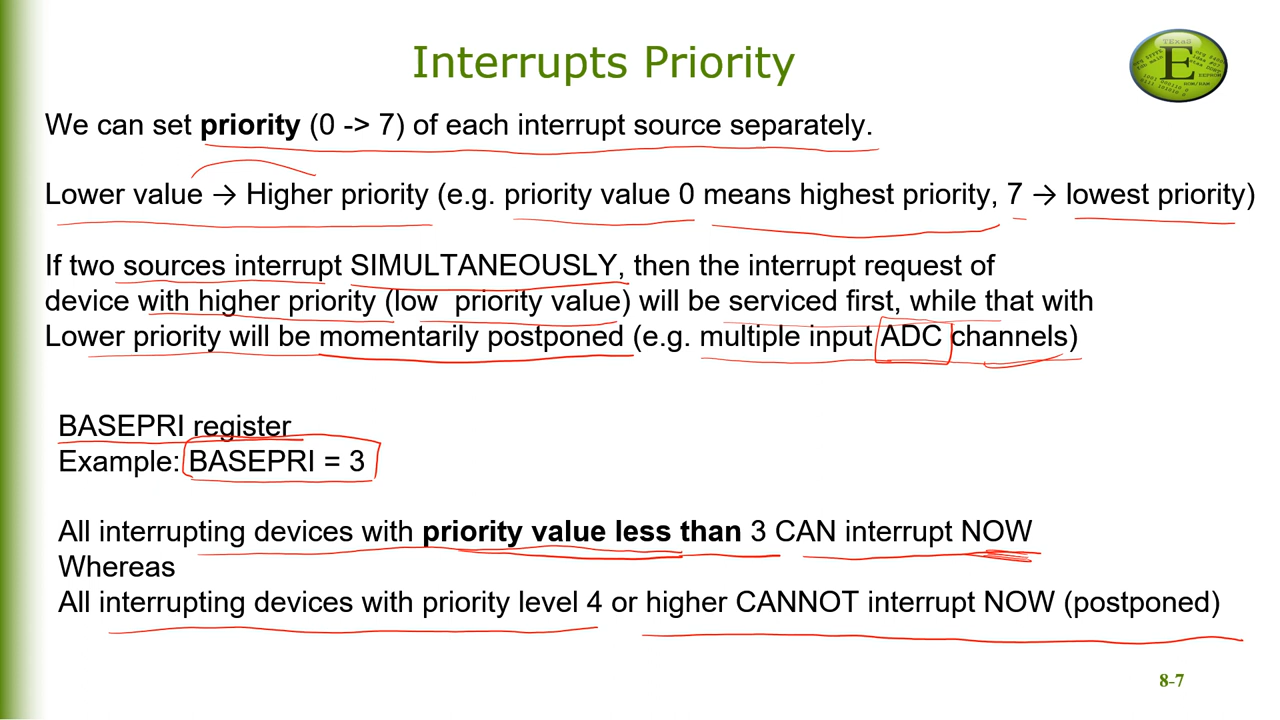 Interrupts Priority
TExaS
E
We can set priority (0 -> 7) of each interrupt source separately.
Lower value → Higher priority (e.g. priority value 0 means highest priority, 7 → lowest priority)
If two sources interrupt SIMULTANEOUSLY, then the interrupt request of
device with higher priority (low priority value) will be serviced first, while that with
Lower priority will be momentarily postponed (e.g. multiple input ADC channels)
BASEPRI register
Example: BASEPRI = 3
All interrupting devices with priority value less than 3 CAN interrupt NOW
Whereas
All interrupting devices with priority level 4 or higher CANNOT interrupt NOW (postponed)
8-7